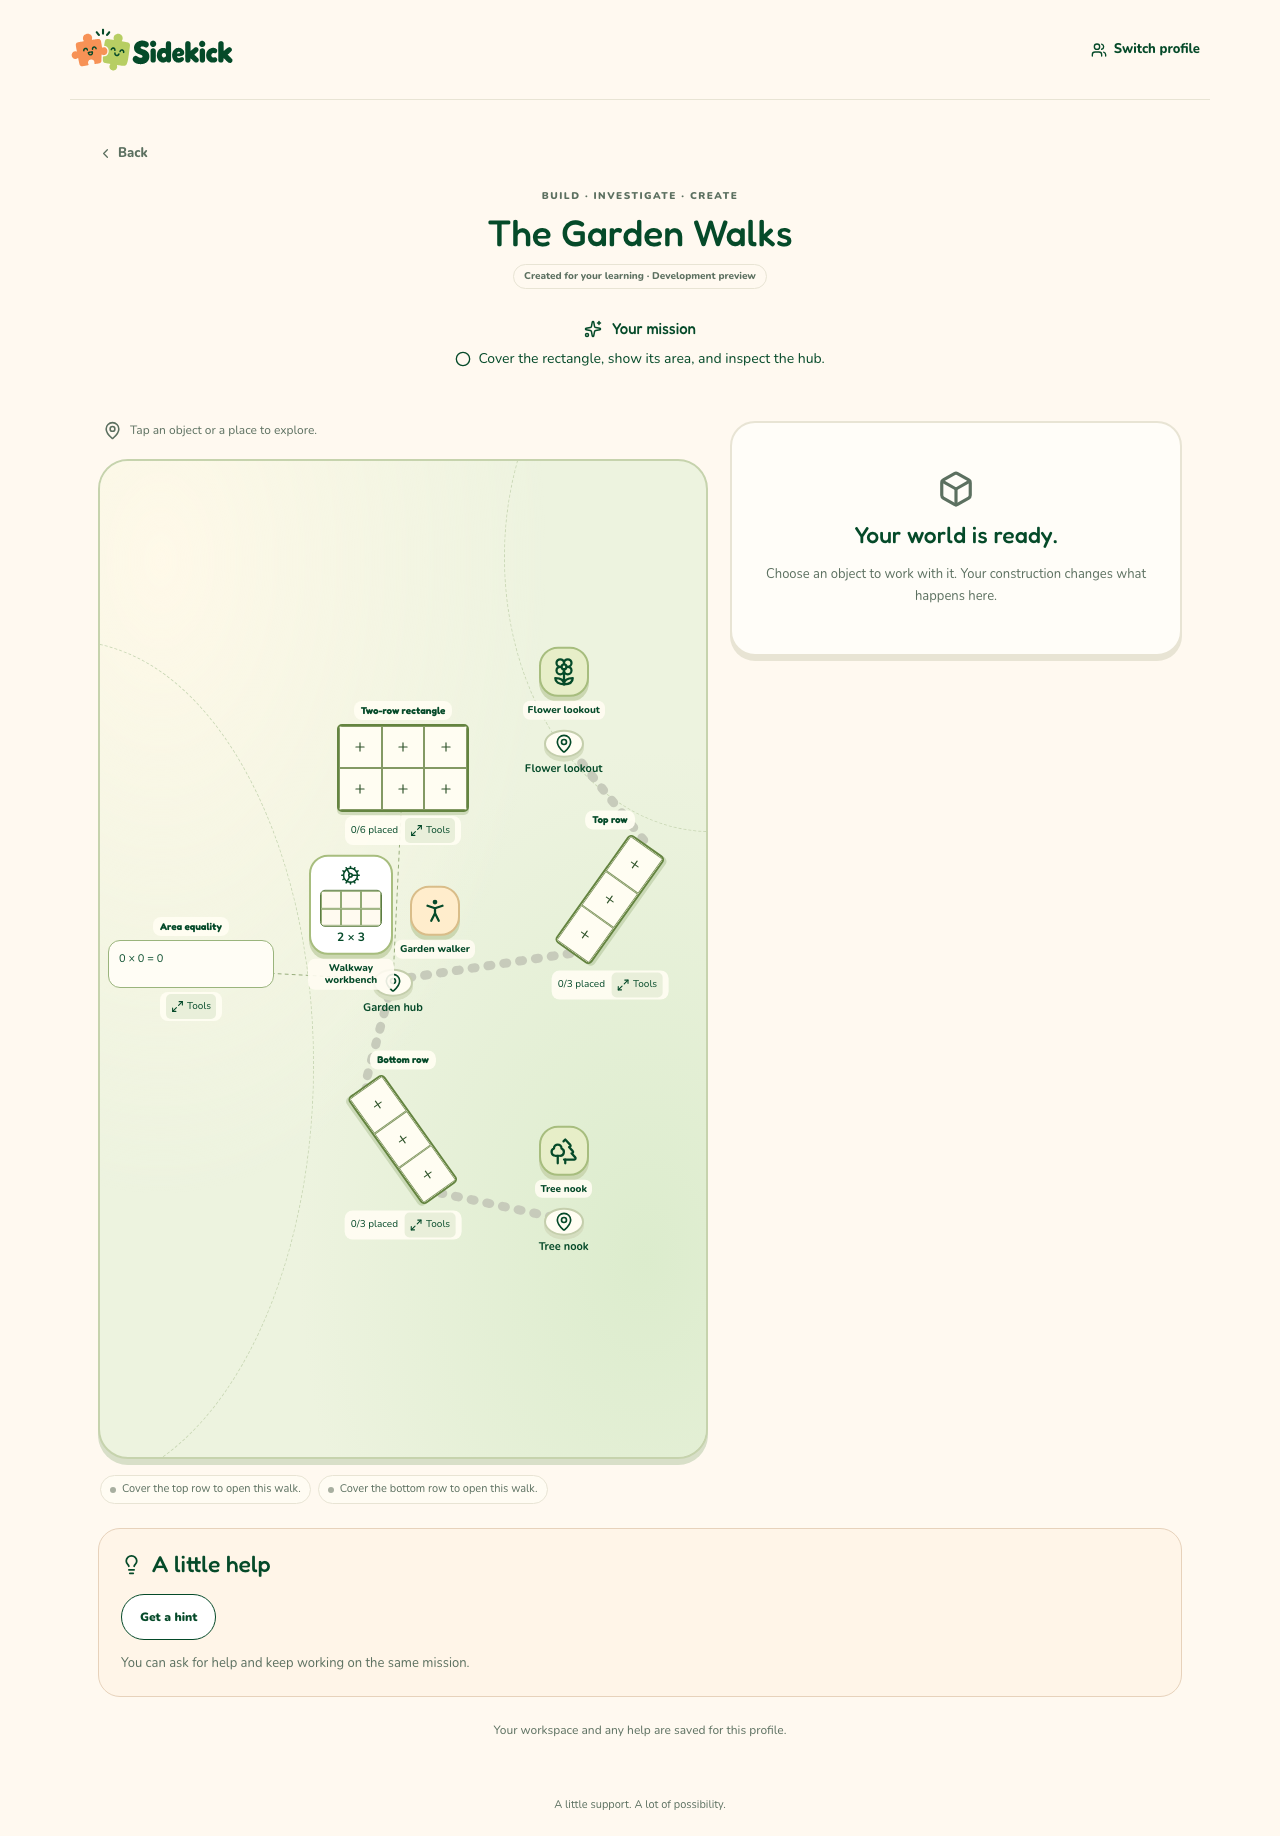 Sidekick
Switch profile
Back
BUILD · INVESTIGATE · CREATE
The Garden Walks
Created for your learning · Development preview
Your mission
Cover the rectangle, show its area, and inspect the hub.
Tap an object or a place to explore.
Your world is ready.
Choose an object to work with it. Your construction changes what
happens here.
Flower lookout
Flower lookout
Two-row rectangle
0/6 placed
Tools
Top row
0/3 placed
Tools
2 × 3
Walkway
workbench
Garden walker
Garden hub
Area equality
0 × 0 = 0
Tools
Bottom row
0/3 placed
Tools
Tree nook
Tree nook
Cover the top row to open this walk.
Cover the bottom row to open this walk.
A little help
Get a hint
You can ask for help and keep working on the same mission.
Your workspace and any help are saved for this profile.
A little support. A lot of possibility.